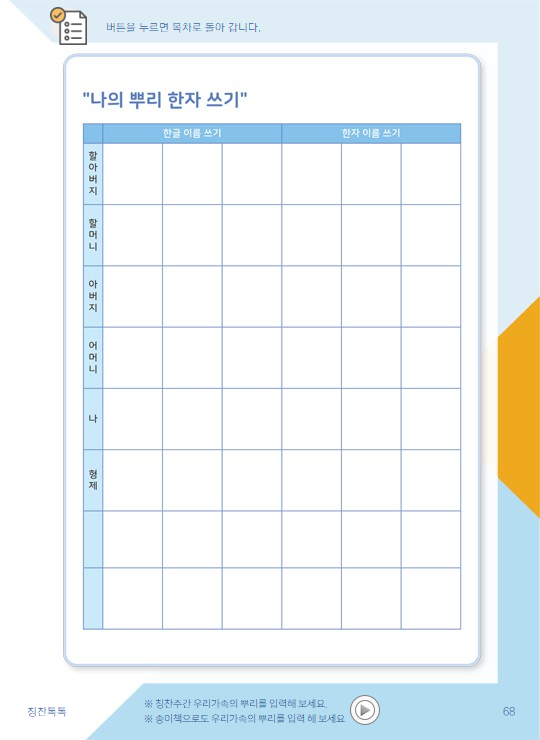 버튼을 누르면 목차로 돌아 갑니다.
"나의 뿌리 한자 쓰기"
한글 이름 쓰기 한자 이름 쓰기
할아버지
할머니
아버지
어머니
나
형제
※ 칭찬주간 우리가족의 뿌리를 입력해 보세요.
※ 종이책으로도 우리가족의 뿌리를 입력 해 보세요
칭찬톡톡
68